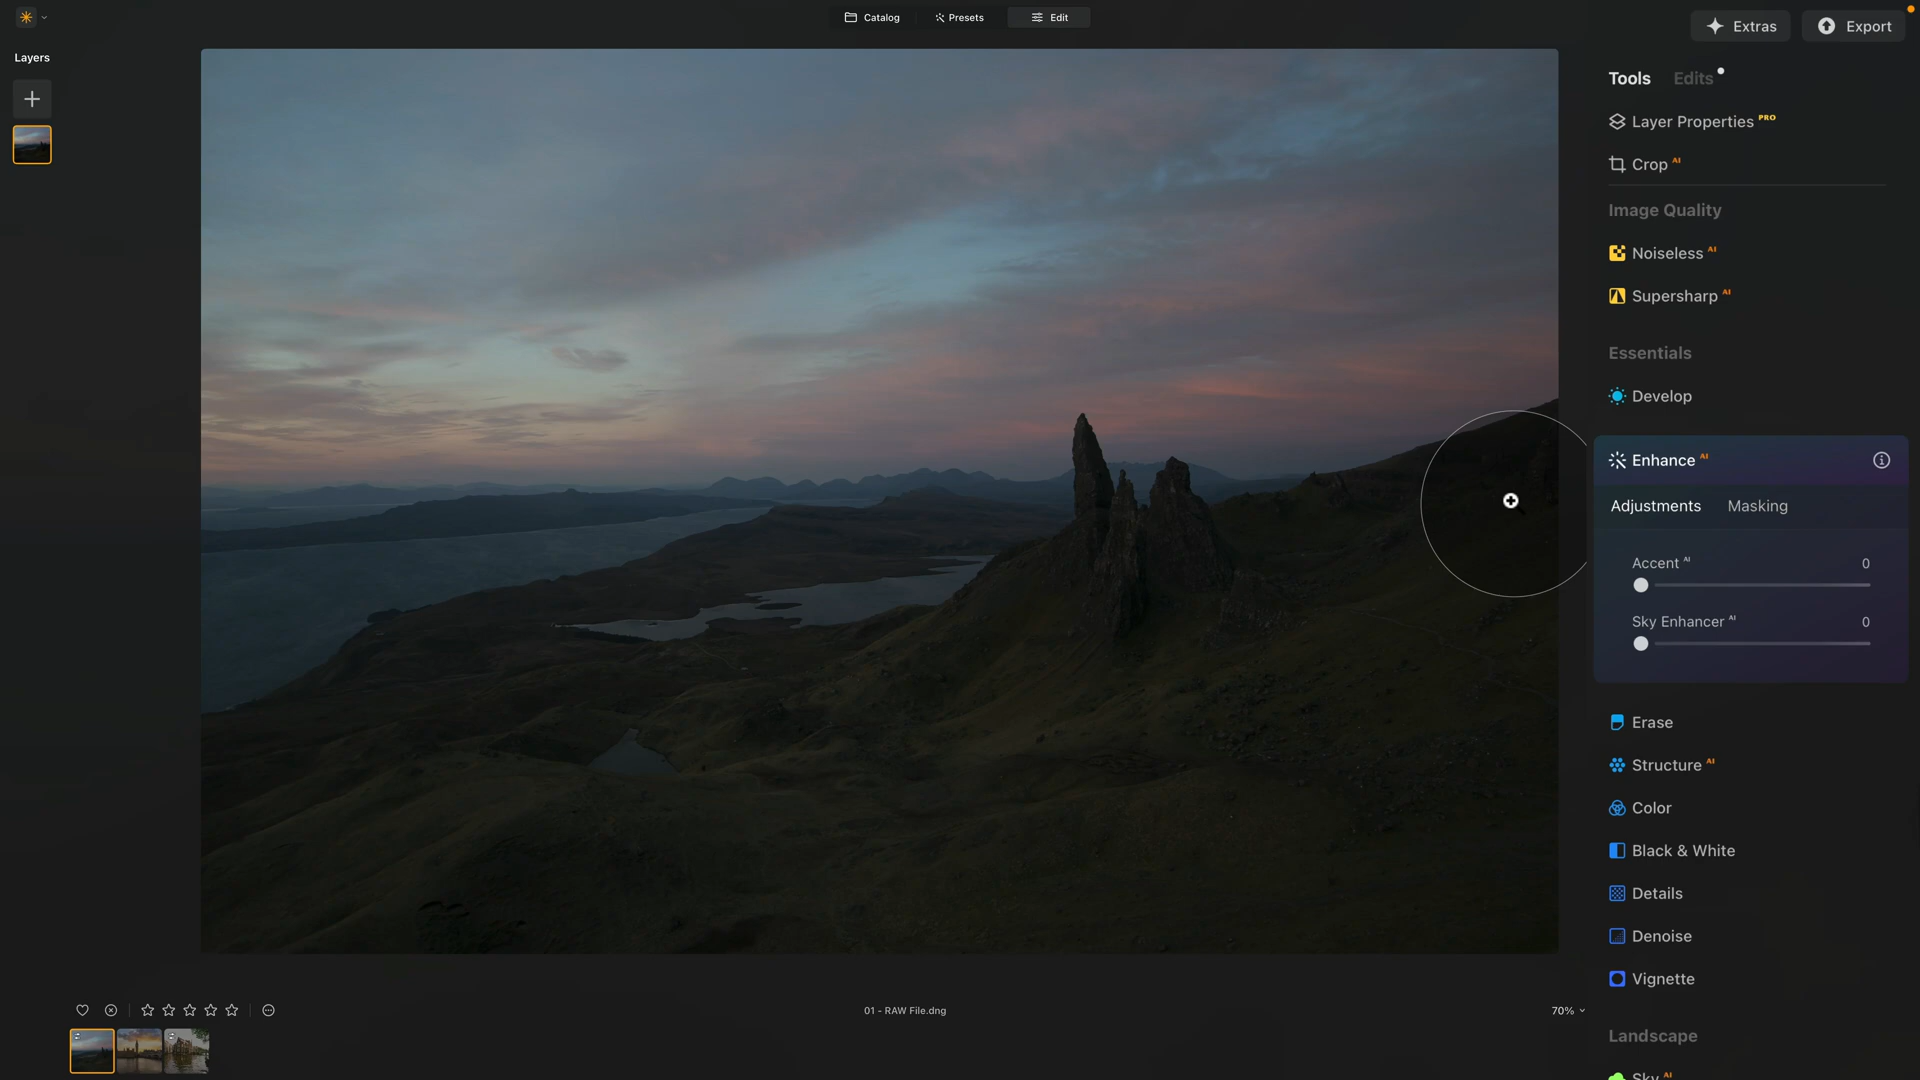 Catalog
Presets
Edit
Extras
Export
Layers
Tools
Edits
Layer Properties PRO
Crop AI
Image Quality
Noiseless AI
Supersharp AI
Essentials
Develop
Enhance AI
Adjustments
Masking
Accent AI
0
Sky Enhancer AI
0
Erase
Structure AI
Color
Black & White
Details
Denoise
Vignette
Landscape
Sky AI
01 - RAW File.dng
70%